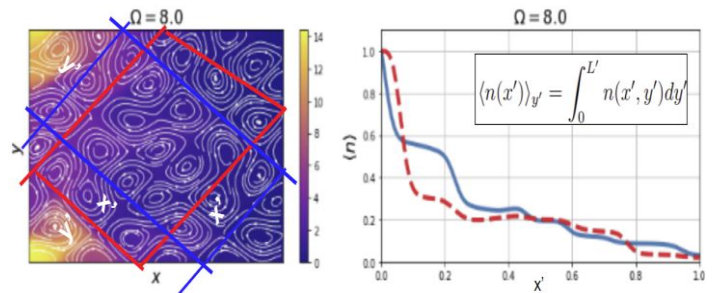 Ω = 8.0
y'
y'
x'
x'
y
x
14
12
10
8
6
4
2
0
Ω = 8.0
⟨n(x')⟩y' = ∫₀^L' n(x', y')dy'
⟨n⟩
1.0
0.8
0.6
0.4
0.2
0.0
0.0 0.2 0.4 0.6 0.8 1.0
x'